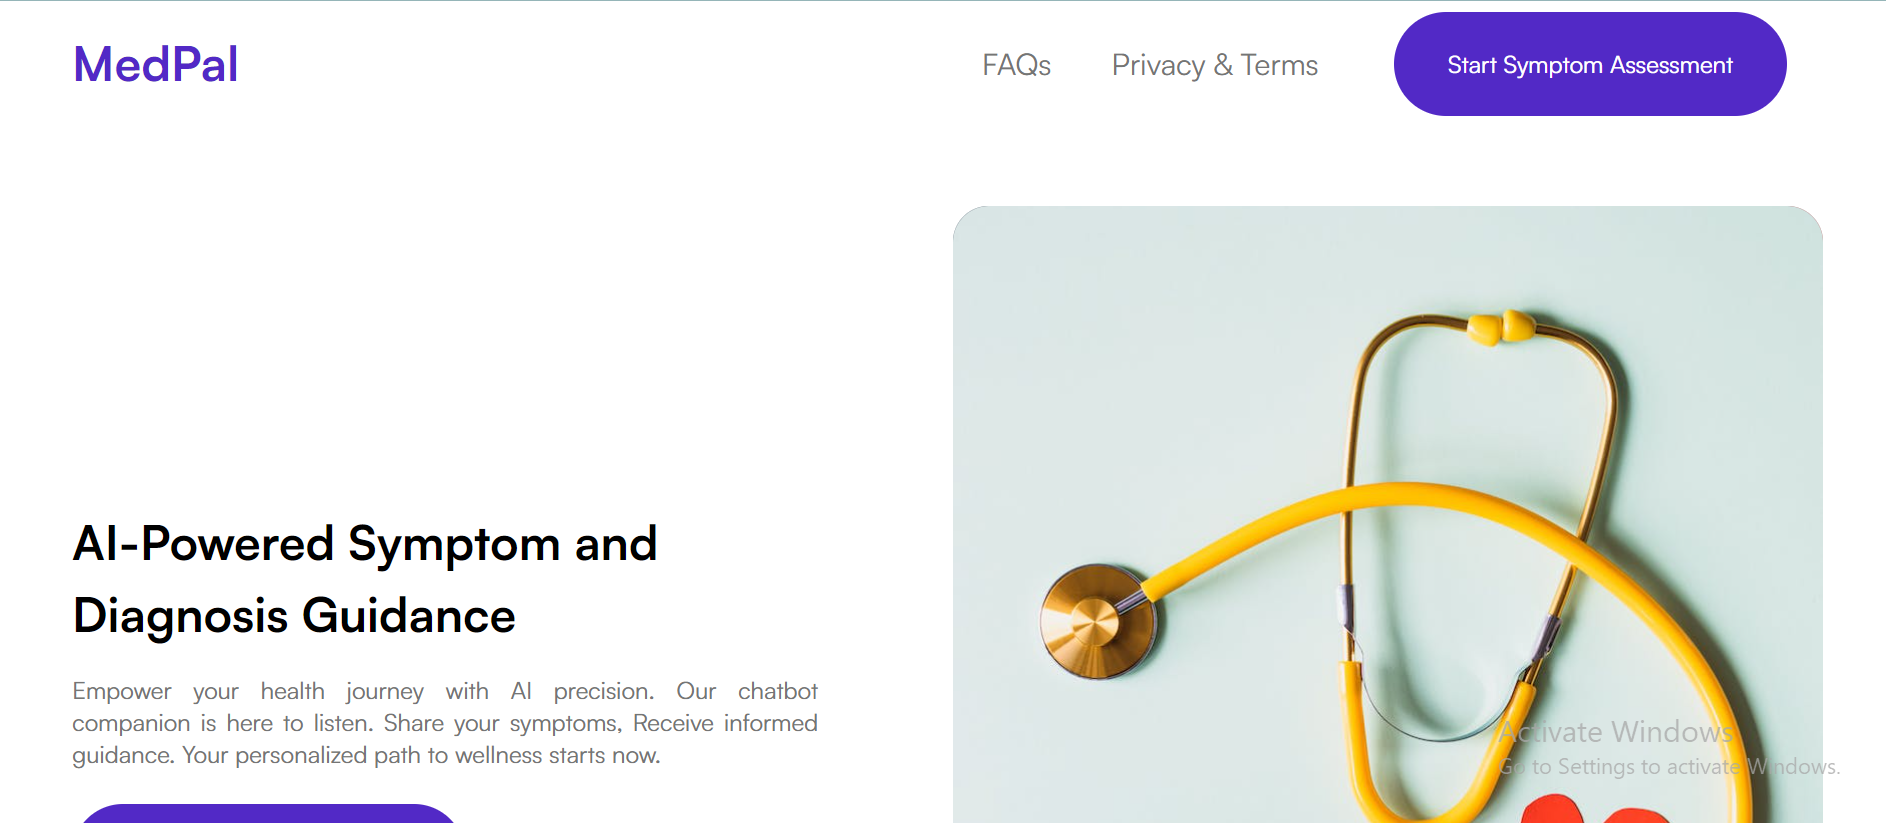 MedPal
FAQs
Privacy & Terms
Start Symptom Assessment
AI-Powered Symptom and
Diagnosis Guidance
Empower your health journey with AI precision. Our chatbot
companion is here to listen. Share your symptoms, Receive informed
guidance. Your personalized path to wellness starts now.
Activate Windows
Go to Settings to activate Windows.